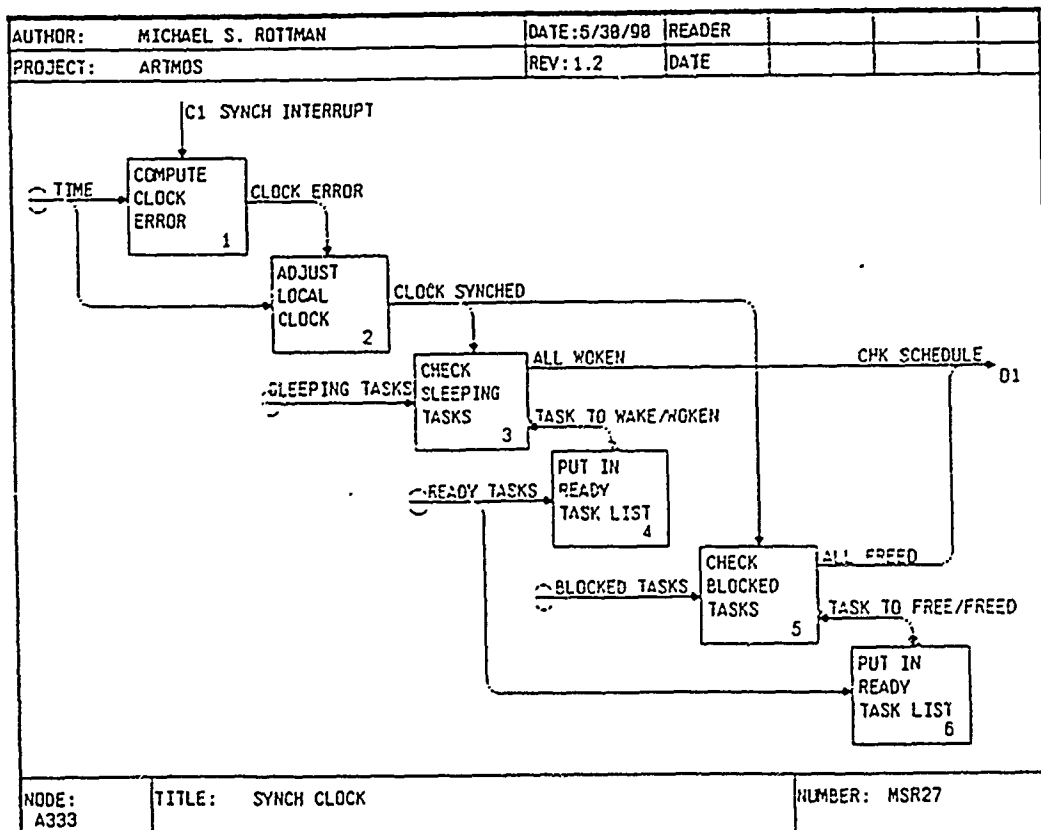 AUTHOR: MICHAEL S. ROTTMAN DATE:5/30/90 READER
PROJECT: ARTMOS REV:1.2 DATE
C1 SYNCH INTERRUPT
TIME
COMPUTE
CLOCK
ERROR
1
CLOCK ERROR
ADJUST
LOCAL
CLOCK
2
CLOCK SYNCHED
CHECK
SLEEPING
TASKS
3
ALL WOKEN
CHK SCHEDULE
O1
SLEEPING TASKS
TASK TO WAKE/WOKEN
PUT IN
READY
TASK LIST
4
READY TASKS
CHECK
BLOCKED
TASKS
5
ALL FREED
BLOCKED TASKS
TASK TO FREE/FREED
PUT IN
READY
TASK LIST
6
NODE: TITLE: SYNCH CLOCK NUMBER: MSR27
A333